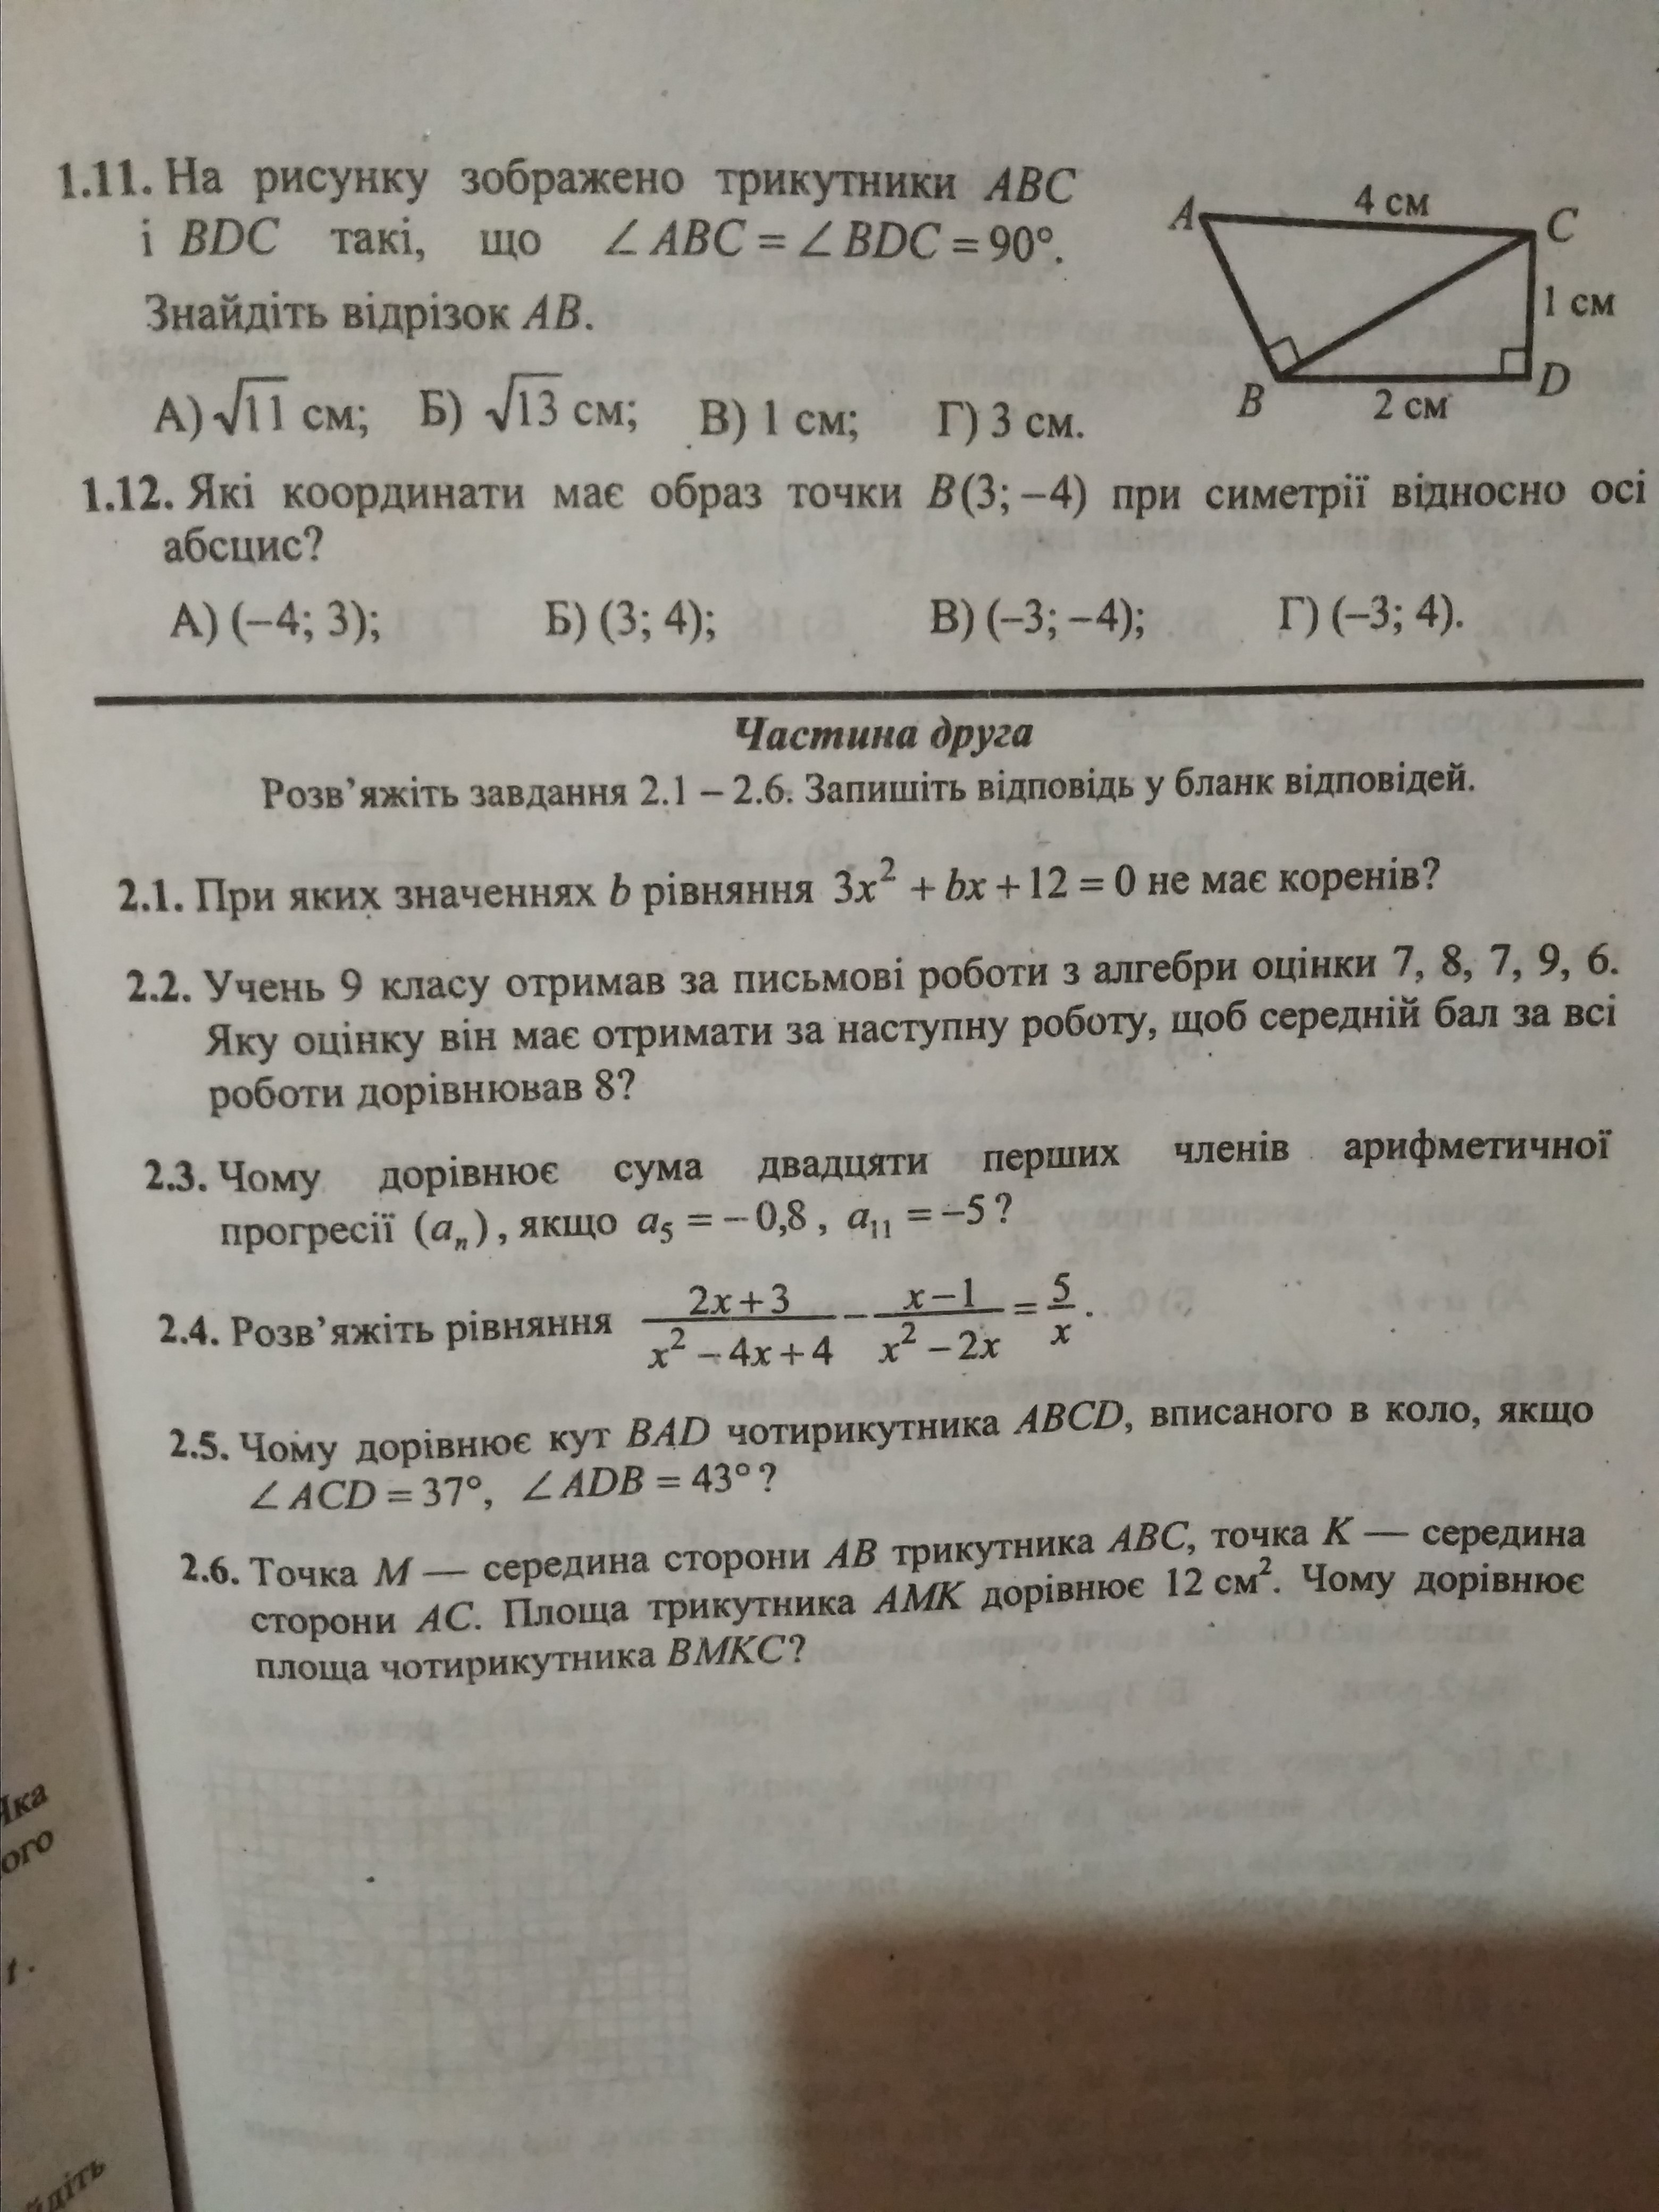 1.11. На рисунку зображено трикутники ABC
і BDC такі, що ∠ABC = ∠BDC = 90°.
Знайдіть відрізок AB.
А) √11 см; Б) √13 см; В) 1 см; Г) 3 см.
A 4 см C
1 см
B 2 см D
1.12. Які координати має образ точки B(3; –4) при симетрії відносно осі
абсцис?
А) (–4; 3); Б) (3; 4); В) (–3; –4); Г) (–3; 4).
Частина друга
Розв’яжіть завдання 2.1 – 2.6. Запишіть відповідь у бланк відповідей.
2.1. При яких значеннях b рівняння 3x² + bx + 12 = 0 не має коренів?
2.2. Учень 9 класу отримав за письмові роботи з алгебри оцінки 7, 8, 7, 9, 6.
Яку оцінку він має отримати за наступну роботу, щоб середній бал за всі
роботи дорівнював 8?
2.3. Чому дорівнює сума двадцяти перших членів арифметичної
прогресії (aₙ), якщо a₅ = –0,8, a₁₁ = –5?
2.4. Розв’яжіть рівняння (2x+3)/(x² – 4x + 4) – (x–1)/(x² – 2x) = 5/x.
2.5. Чому дорівнює кут BAD чотирикутника ABCD, вписаного в коло, якщо
∠ACD = 37°, ∠ADB = 43°?
2.6. Точка M — середина сторони AB трикутника ABC, точка K — середина
сторони AC. Площа трикутника AMK дорівнює 12 см². Чому дорівнює
площа чотирикутника BMKC?